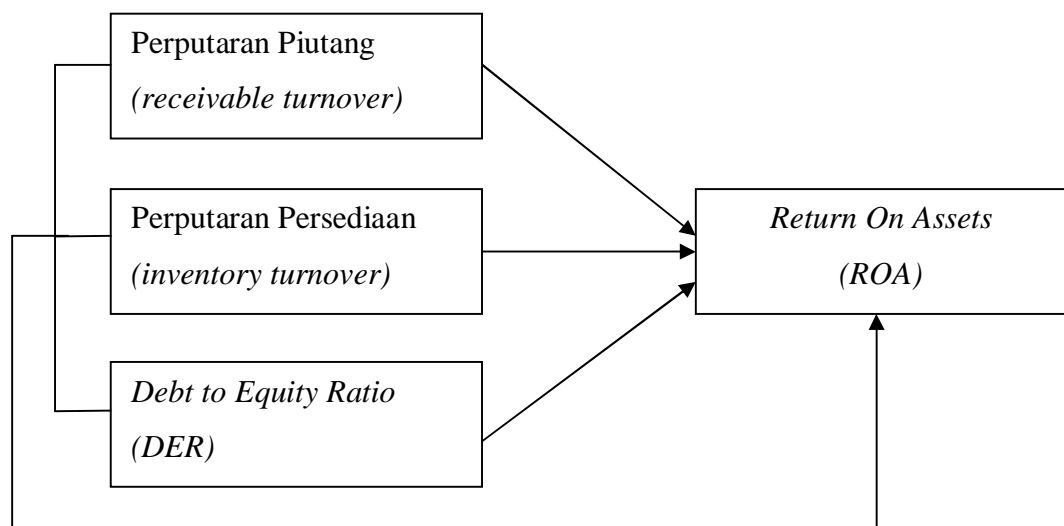 Perputaran Piutang
(receivable turnover)
Perputaran Persediaan
(inventory turnover)
Debt to Equity Ratio
(DER)
Return On Assets
(ROA)